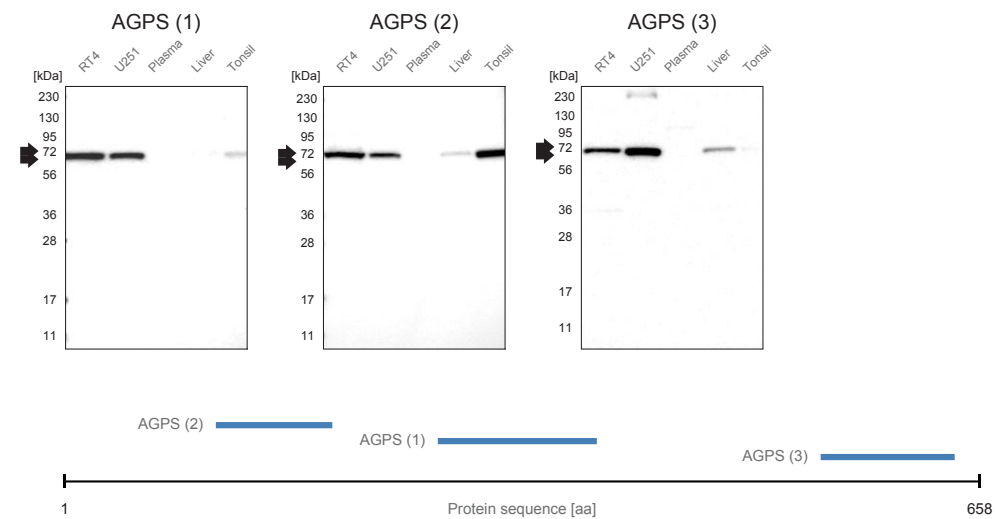 AGPS (1)
AGPS (2)
AGPS (3)
RT4 U251 Plasma Liver Tonsil
RT4 U251 Plasma Liver Tonsil
RT4 U251 Plasma Liver Tonsil
[kDa]
230
130
95
72
56
36
28
17
11
[kDa]
230
130
95
72
56
36
28
17
11
[kDa]
230
130
95
72
56
36
28
17
11
AGPS (2)
AGPS (1)
AGPS (3)
1 Protein sequence [aa] 658